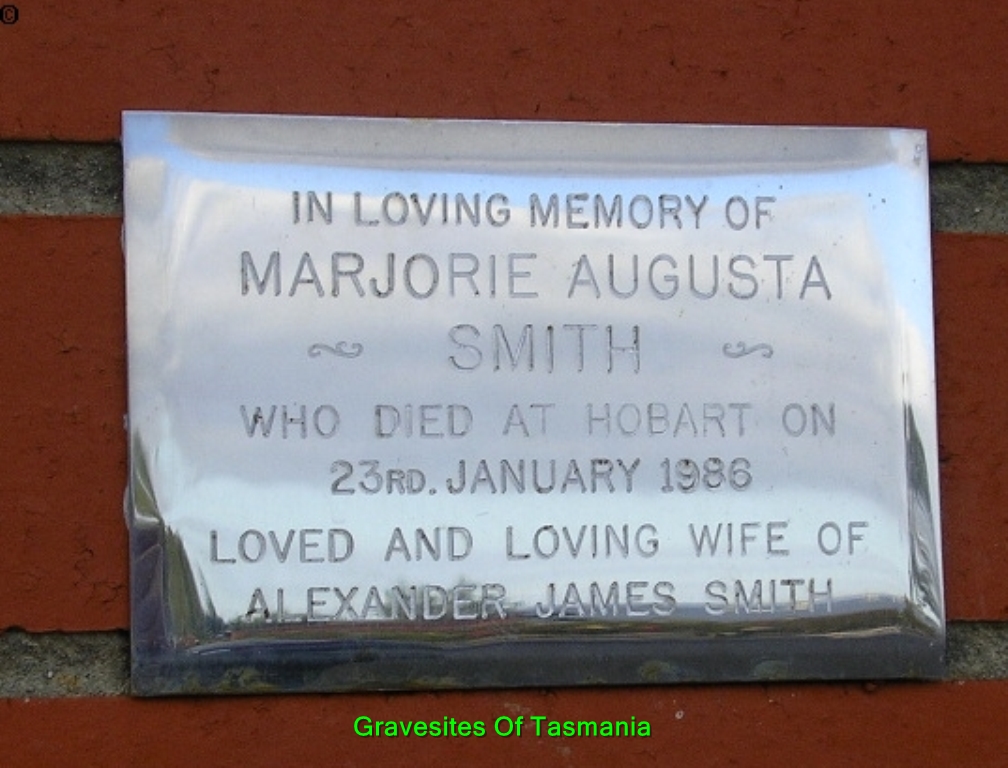 ©
IN LOVING MEMORY OF
MARJORIE AUGUSTA
SMITH
WHO DIED AT HOBART ON
23RD. JANUARY 1986
LOVED AND LOVING WIFE OF
ALEXANDER JAMES SMITH
Gravesites Of Tasmania